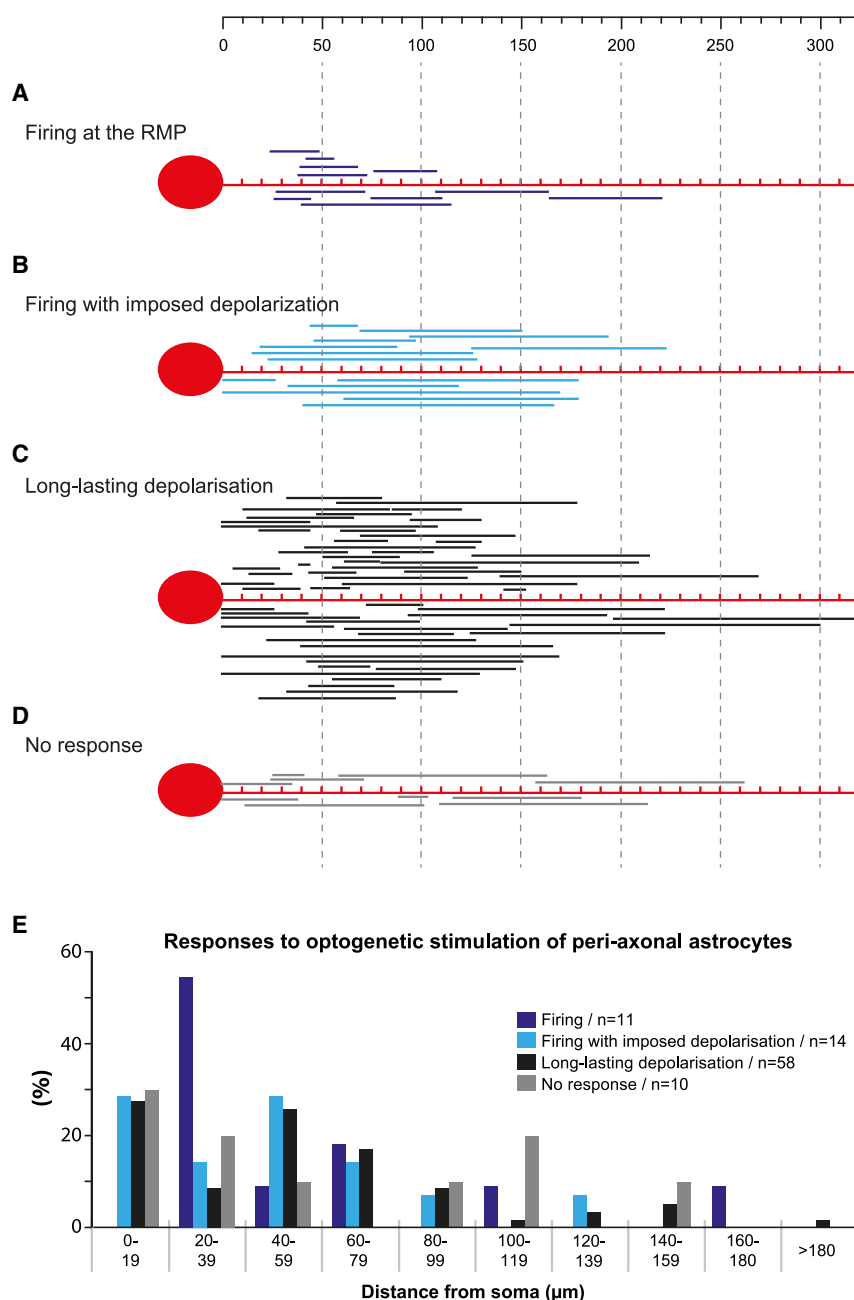 0 50 100 150 200 250 300
A
Firing at the RMP
B
Firing with imposed depolarization
C
Long-lasting depolarisation
D
No response
E
Responses to optogenetic stimulation of peri-axonal astrocytes
60
40
20
0
(%)
Firing / n=11
Firing with imposed depolarisation / n=14
Long-lasting depolarisation / n=58
No response / n=10
0- 20- 40- 60- 80- 100- 120- 140- 160- >180
19 39 59 79 99 119 139 159 180
Distance from soma (µm)